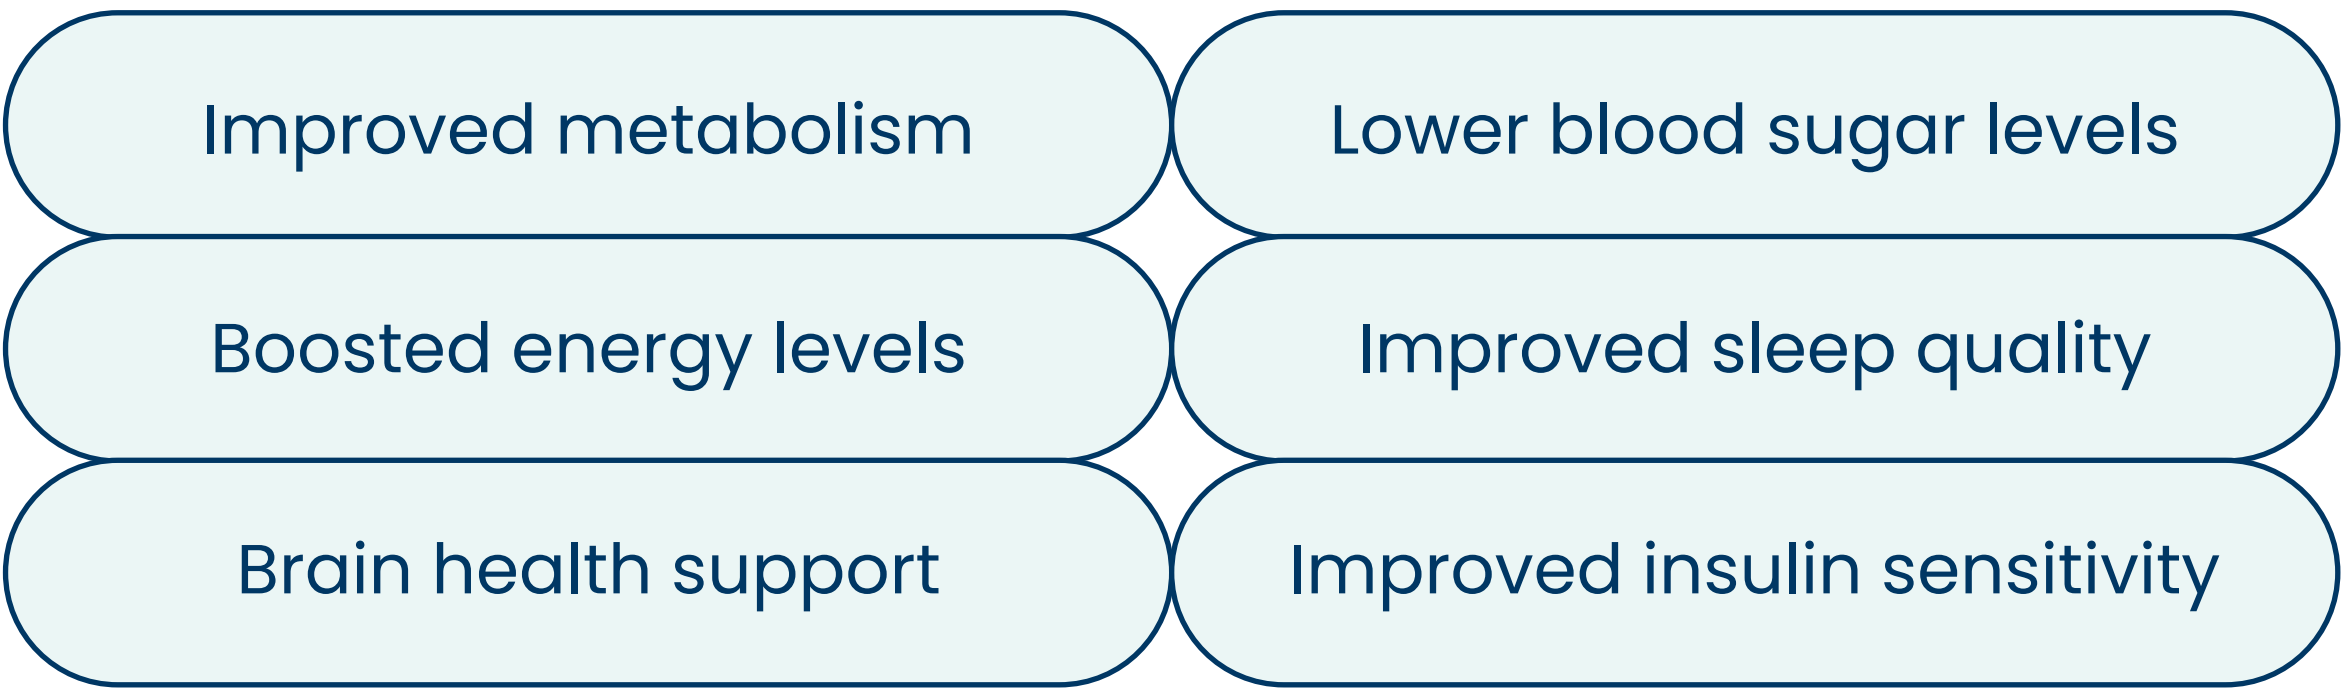 Improved metabolism
Lower blood sugar levels
Boosted energy levels
Improved sleep quality
Brain health support
Improved insulin sensitivity